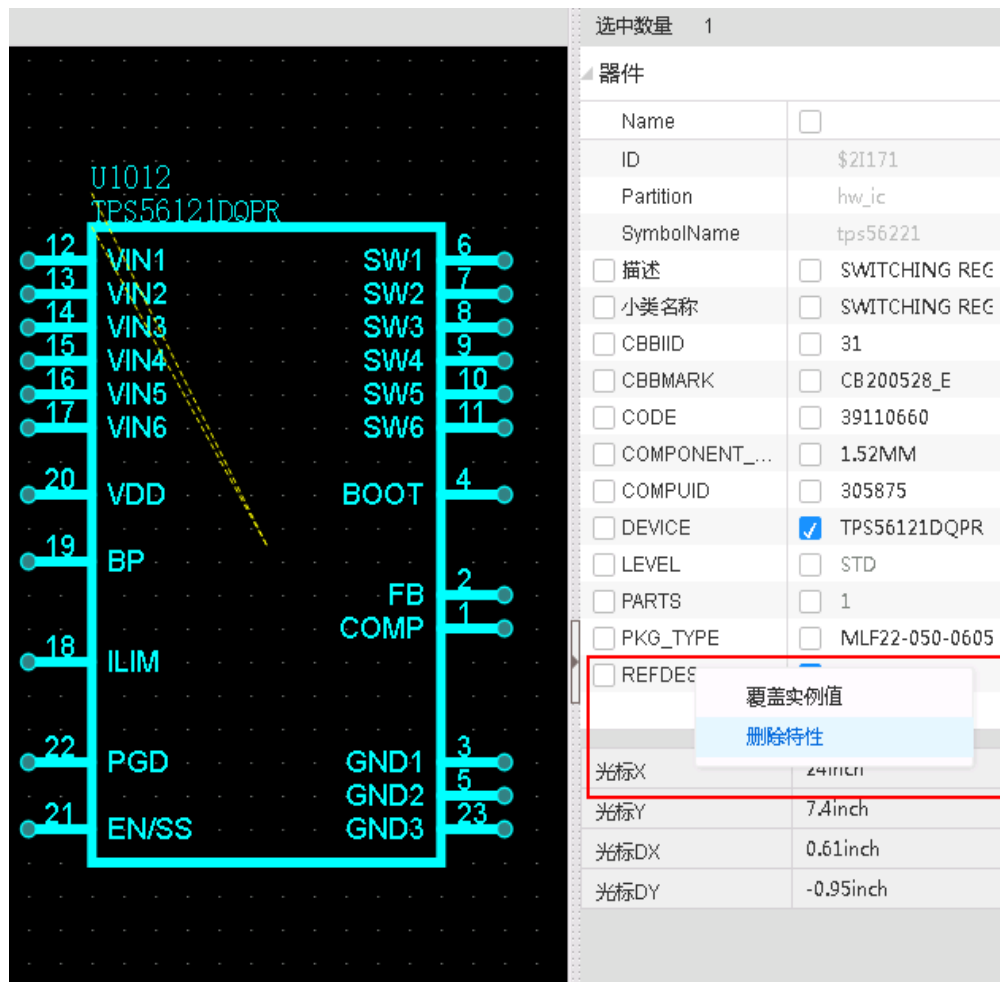 选中数量 1
器件
Name
ID $2I171
Partition hw_ic
SymbolName tps56221
描述 SWITCHING REG
小类名称 SWITCHING REG
CBBIID 31
CBBMARK CB200528_E
CODE 39110660
COMPONENT_... 1.52MM
COMPUID 305875
DEVICE TPS56121DQPR
LEVEL STD
PARTS 1
PKG_TYPE MLF22-050-0605
REFDES
覆盖实例值
删除特性
光标X 24inch
光标Y 7.4inch
光标DX 0.61inch
光标DY -0.95inch
U1012
TPS56121DQPR
12 VIN1 SW1 6
13 VIN2 SW2 7
14 VIN3 SW3 8
15 VIN4 SW4 9
16 VIN5 SW5 10
17 VIN6 SW6 11
20 VDD BOOT 4
19 BP
FB 2
COMP 1
18 ILIM
22 PGD GND1 3
GND2 5
21 EN/SS GND3 23